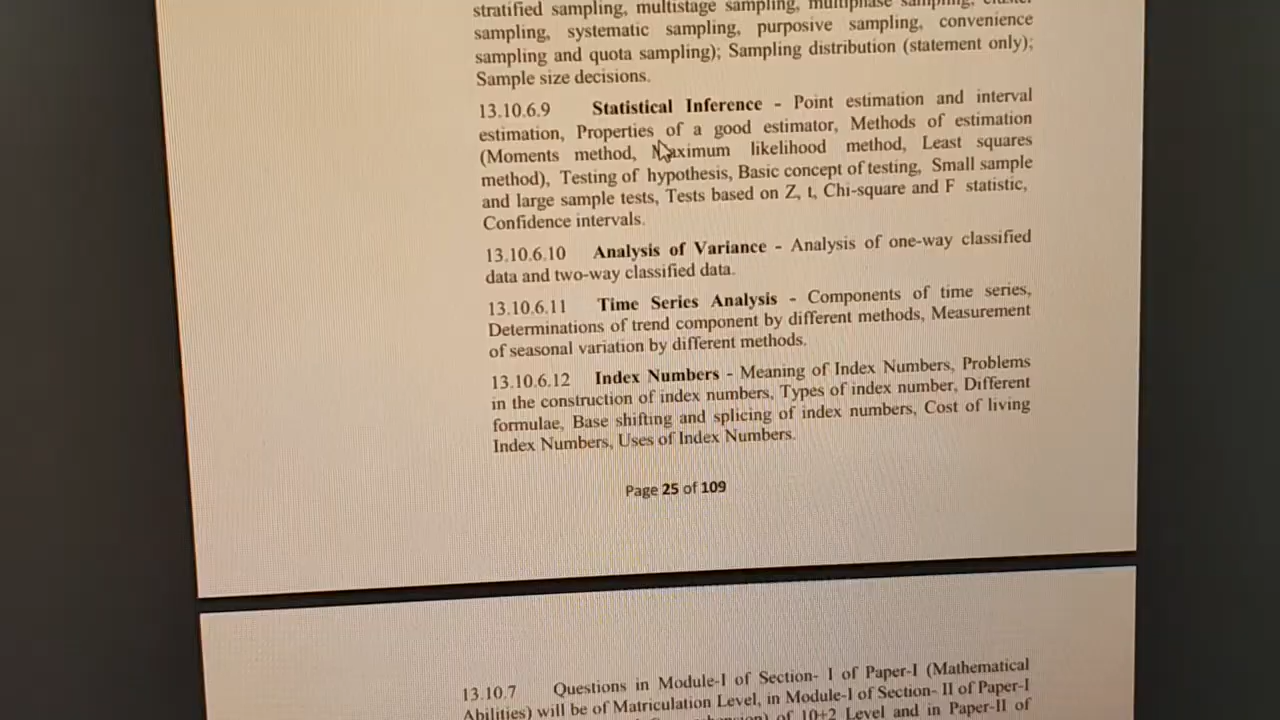 stratified sampling, multistage sampling, multiphase sampling, cluster
sampling, systematic sampling, purposive sampling, convenience
sampling and quota sampling); Sampling distribution (statement only);
Sample size decisions.
13.10.6.9 Statistical Inference - Point estimation and interval
estimation, Properties of a good estimator, Methods of estimation
(Moments method, Maximum likelihood method, Least squares
method), Testing of hypothesis, Basic concept of testing, Small sample
and large sample tests, Tests based on Z, t, Chi-square and F statistic,
Confidence intervals.
13.10.6.10 Analysis of Variance - Analysis of one-way classified
data and two-way classified data.
13.10.6.11 Time Series Analysis - Components of time series,
Determinations of trend component by different methods, Measurement
of seasonal variation by different methods.
13.10.6.12 Index Numbers - Meaning of Index Numbers, Problems
in the construction of index numbers, Types of index number, Different
formulae, Base shifting and splicing of index numbers, Cost of living
Index Numbers, Uses of Index Numbers.
Page 25 of 109
13.10.7 Questions in Module-I of Section- I of Paper-I (Mathematical
Abilities) will be of Matriculation Level, in Module-I of Section- II of Paper-I
of 10+2 Level and in Paper-II of